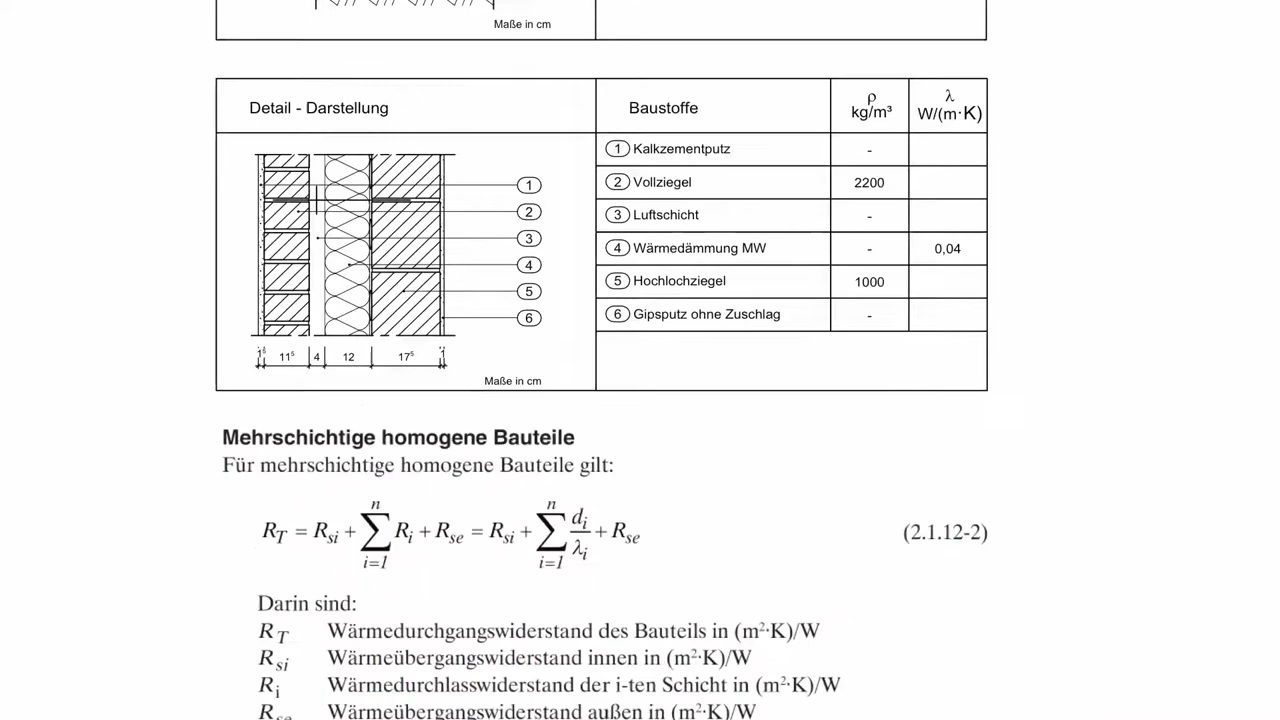 Maße in cm
Detail - Darstellung
Baustoffe
ρ
kg/m³
λ
W/(m·K)
1 Kalkzementputz -
2 Vollziegel 2200
3 Luftschicht -
4 Wärmedämmung MW - 0,04
5 Hochlochziegel 1000
6 Gipsputz ohne Zuschlag -
1
2
3
4
5
6
1⁵ 11⁵ 4 12 17⁵ 1
Maße in cm
Mehrschichtige homogene Bauteile
Für mehrschichtige homogene Bauteile gilt:
R_T = R_si + ∑_{i=1}^{n} R_i + R_se = R_si + ∑_{i=1}^{n} d_i/λ_i + R_se (2.1.12-2)
Darin sind:
R_T Wärmedurchgangswiderstand des Bauteils in (m²·K)/W
R_si Wärmeübergangswiderstand innen in (m²·K)/W
R_i Wärmedurchlasswiderstand der i-ten Schicht in (m²·K)/W
R_se Wärmeübergangswiderstand außen in (m²·K)/W